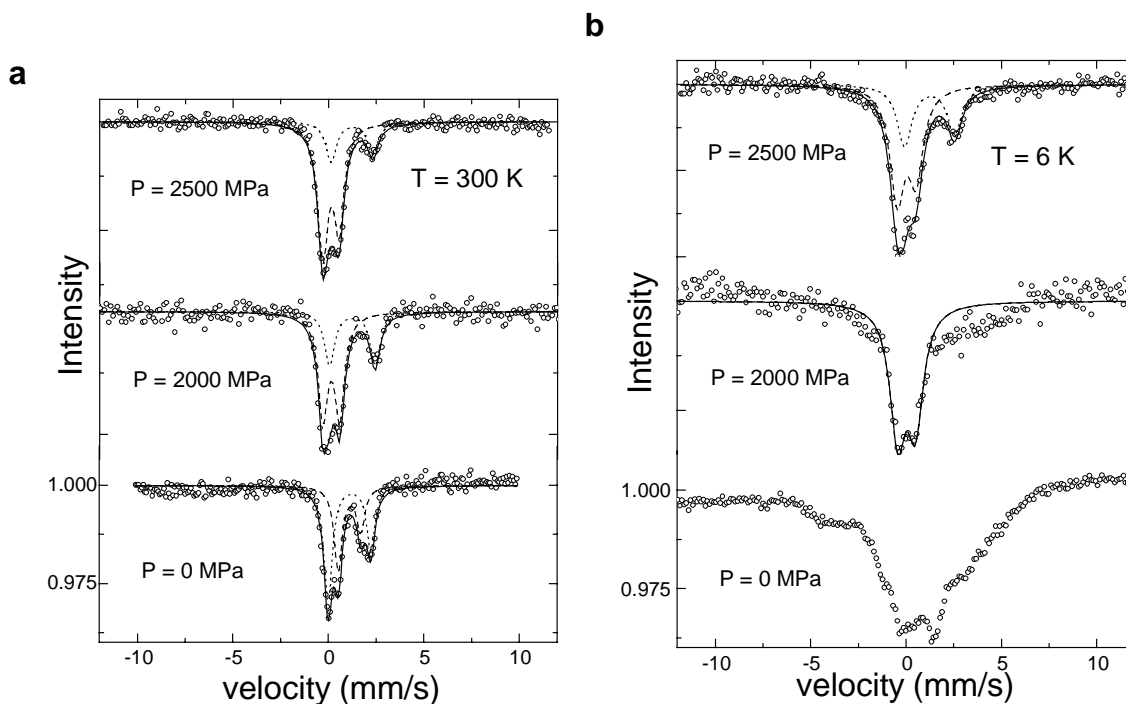 a
P = 2500 MPa
T = 300 K
P = 2000 MPa
Intensity
1.000
P = 0 MPa
0.975
-10 -5 0 5 10
velocity (mm/s)
b
P = 2500 MPa
T = 6 K
P = 2000 MPa
Intensity
1.000
P = 0 MPa
0.975
-10 -5 0 5 10
velocity (mm/s)